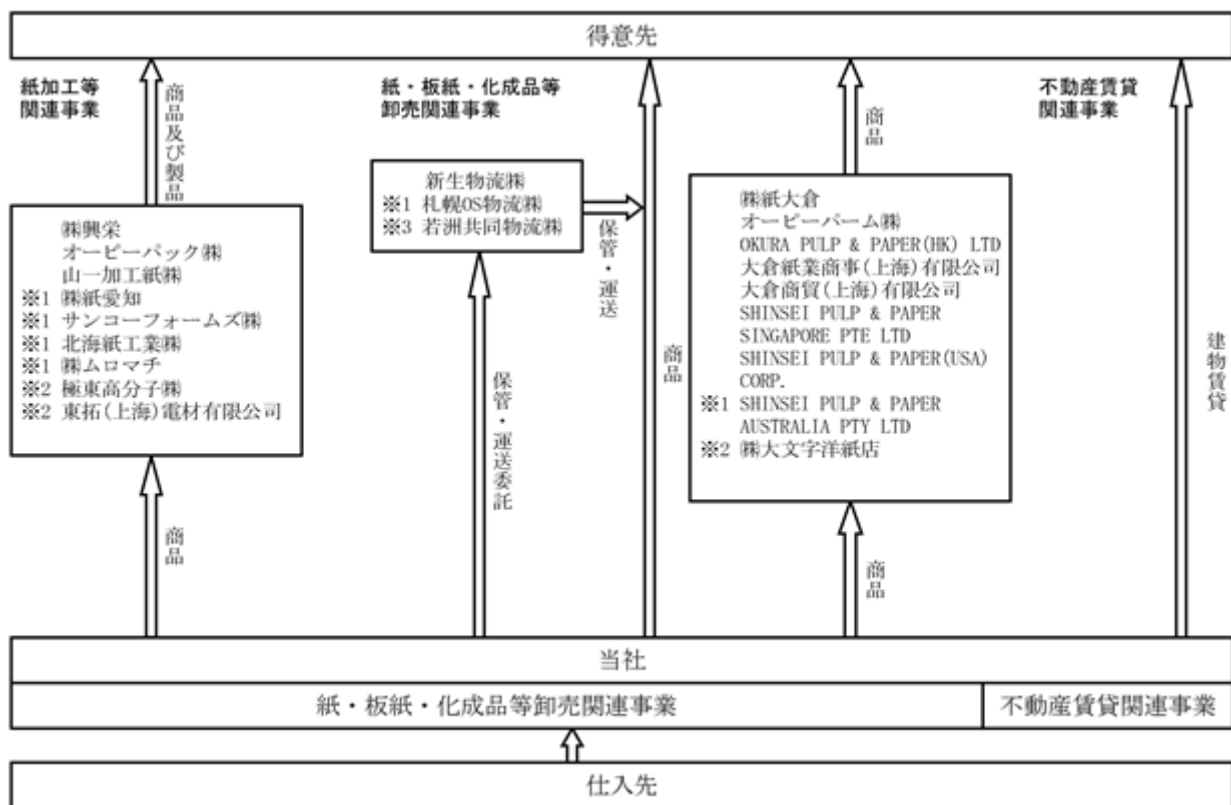 得意先
紙加工等
関連事業
商品及び製品
紙・板紙・化成品等
卸売関連事業
商品
不動産賃貸
関連事業
㈱興栄
オーピーパック㈱
山一加工紙㈱
※1 ㈱紙愛知
※1 サンコーフォームズ㈱
※1 北海紙工業㈱
※1 ㈱ムロマチ
※2 極東高分子㈱
※2 東拓(上海)電材有限公司
新生物流㈱
※1 札幌OS物流㈱
※3 若洲共同物流㈱
保管・運送
㈱紙大倉
オーピーパーム㈱
OKURA PULP & PAPER(HK) LTD
大倉紙業商事(上海)有限公司
大倉商貿(上海)有限公司
SHINSEI PULP & PAPER
SINGAPORE PTE LTD
SHINSEI PULP & PAPER(USA)
CORP.
※1 SHINSEI PULP & PAPER
AUSTRALIA PTY LTD
※2 ㈱大文字洋紙店
商品
保管・運送委託
商品
商品
建物賃貸
当社
紙・板紙・化成品等卸売関連事業
不動産賃貸関連事業
仕入先